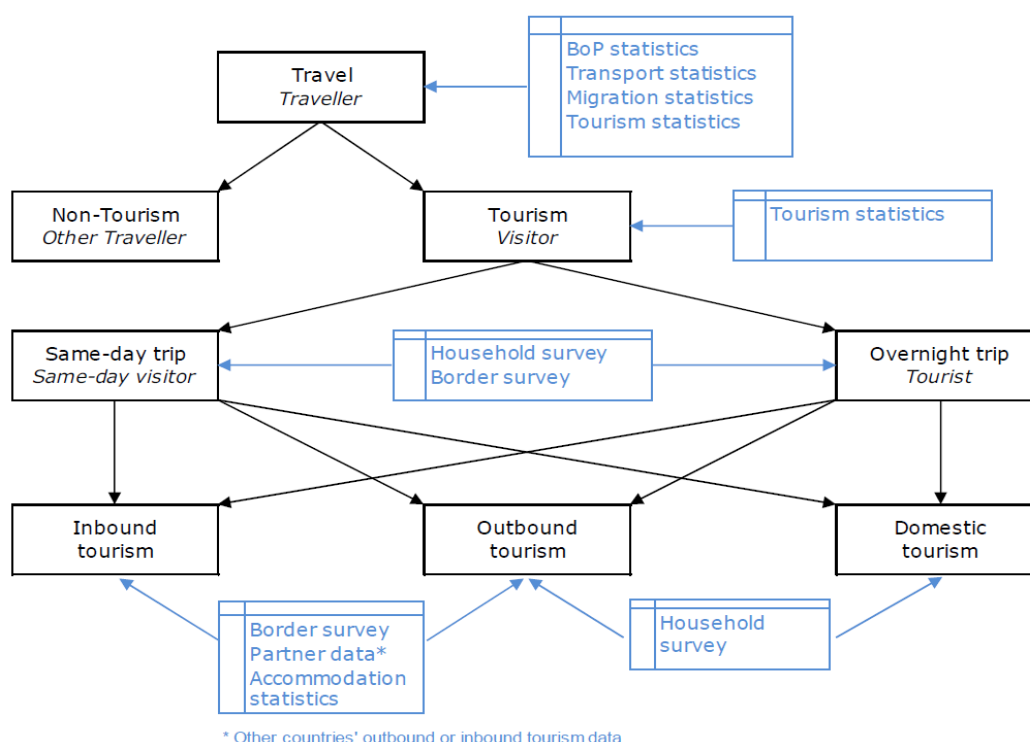 BoP statistics
Transport statistics
Migration statistics
Tourism statistics
Travel
Traveller
Non-Tourism
Other Traveller
Tourism
Visitor
Tourism statistics
Same-day trip
Same-day visitor
Household survey
Border survey
Overnight trip
Tourist
Inbound
tourism
Outbound
tourism
Domestic
tourism
Border survey
Partner data*
Accommodation
statistics
Household
survey
* Other countries' outbound or inbound tourism data